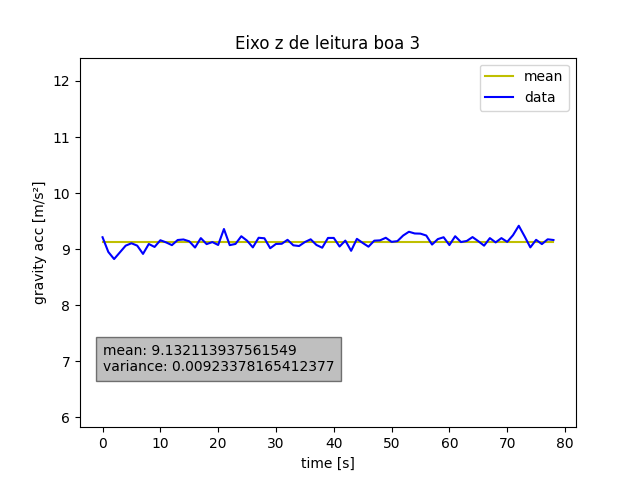 Eixo z de leitura boa 3
mean
data
gravity acc [m/s²]
12
11
10
9
8
7
6
mean: 9.132113937561549
variance: 0.00923378165412377
0 10 20 30 40 50 60 70 80
time [s]